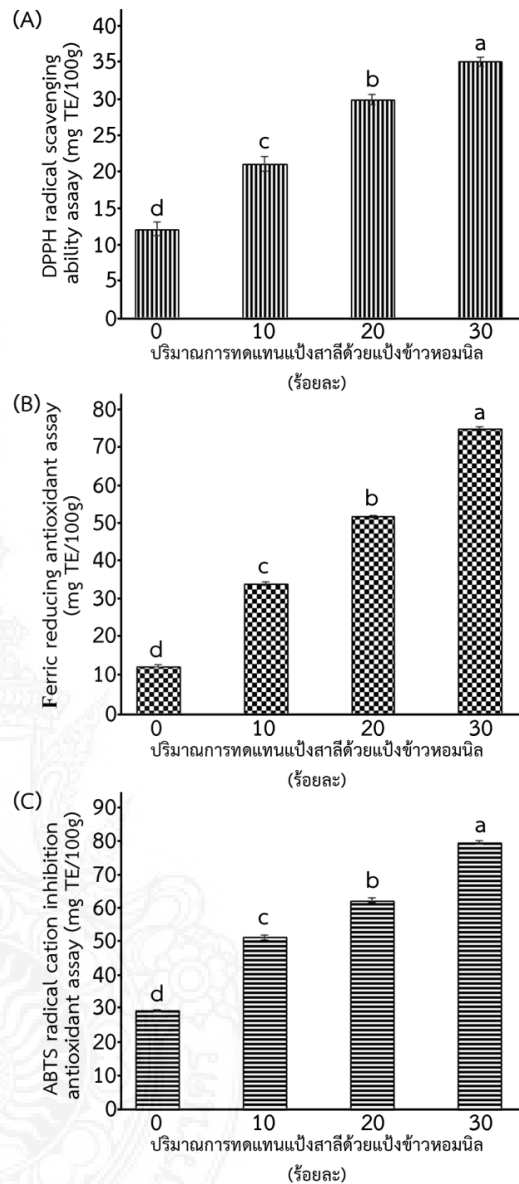 (A)
DPPH radical scavenging
ability asaay (mg TE/100g)
40
35
30
25
20
15
10
5
0
d
c
b
a
0 10 20 30
ปริมาณการทดแทนแป้งสาลีด้วยแป้งข้าวหอมนิล
(ร้อยละ)
(B)
Ferric reducing antioxidant assay
(mg TE/100g)
80
70
60
50
40
30
20
10
0
d
c
b
a
0 10 20 30
ปริมาณการทดแทนแป้งสาลีด้วยแป้งข้าวหอมนิล
(ร้อยละ)
(C)
ABTS radical cation inhibition
antioxidant assay (mg TE/100g)
90
80
70
60
50
40
30
20
10
0
d
c
b
a
0 10 20 30
ปริมาณการทดแทนแป้งสาลีด้วยแป้งข้าวหอมนิล
(ร้อยละ)